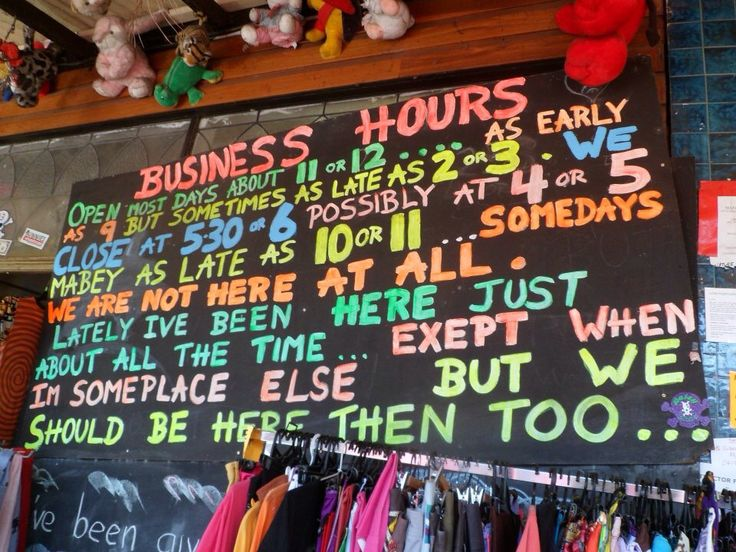 BUSINESS HOURS
OPEN MOST DAYS ABOUT 11 OR 12 .... AS EARLY
AS 9 BUT SOMETIMES AS LATE AS 2 OR 3. WE
CLOSE AT 530 OR 6 POSSIBLY AT 4 OR 5
MABEY AS LATE AS 10 OR 11 ... SOMEDAYS
WE ARE NOT HERE AT ALL.
LATELY IVE BEEN HERE JUST
ABOUT ALL THE TIME... EXEPT WHEN
IM SOMEPLACE ELSE BUT WE
SHOULD BE HERE THEN TOO...
've been giv